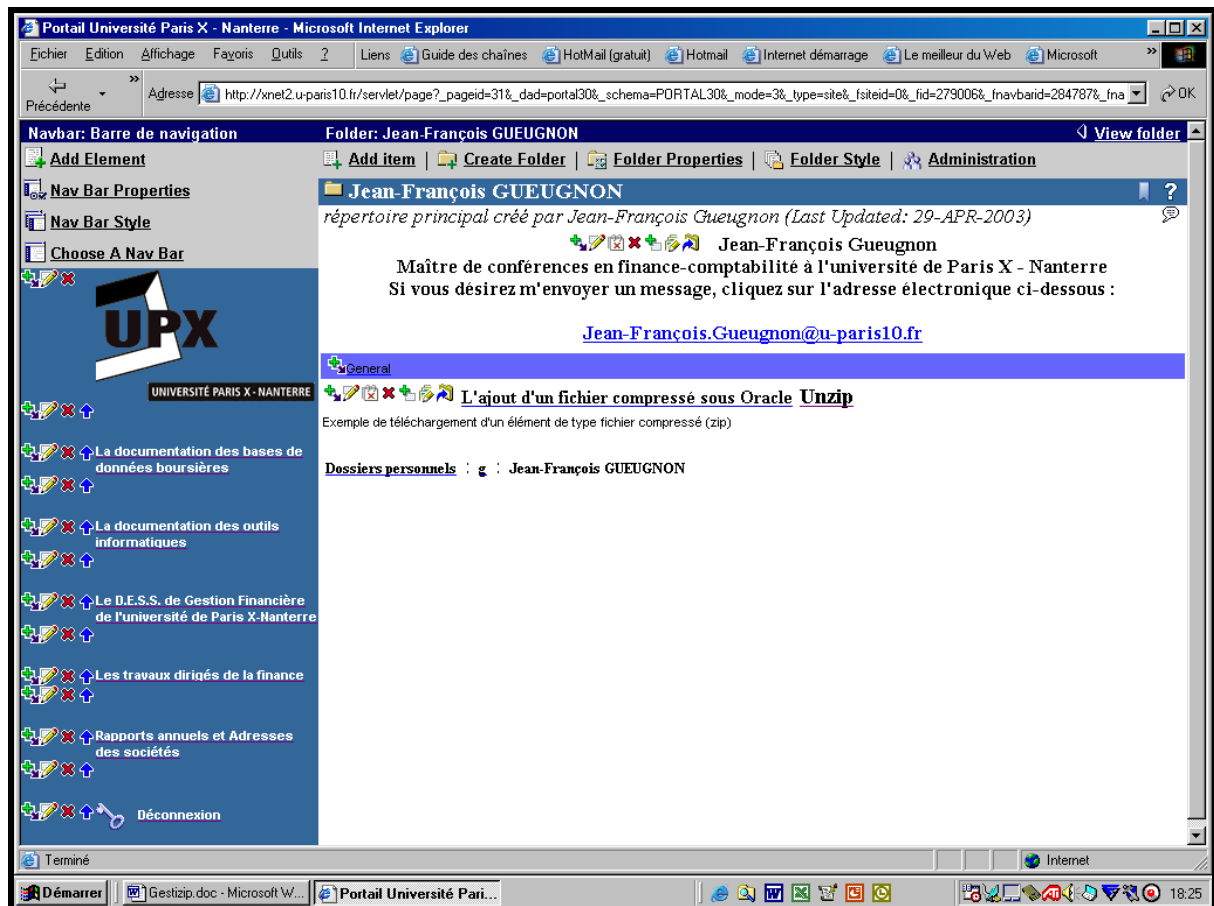 Portail Université Paris X - Nanterre - Microsoft Internet Explorer
Fichier Edition Affichage Favoris Outils ? Liens Guide des chaînes HotMail (gratuit) Hotmail Internet démarrage Le meilleur du Web Microsoft »
Précédente » Adresse http://xnet2.u-paris10.fr/servlet/page?_pageid=31&_dad=portal30&_schema=PORTAL30&_mode=3&_type=site&_fsiteid=0&_fid=279006&_fnavbarid=284787&_fna OK
Navbar: Barre de navigation
Add Element
Nav Bar Properties
Nav Bar Style
Choose A Nav Bar
UPX
UNIVERSITÉ PARIS X - NANTERRE
La documentation des bases de
données boursières
La documentation des outils
informatiques
Le D.E.S.S. de Gestion Financière
de l'université de Paris X-Nanterre
Les travaux dirigés de la finance
Rapports annuels et Adresses
des sociétés
Déconnexion
Folder: Jean-François GUEUGNON View folder
Add item | Create Folder | Folder Properties | Folder Style | Administration
Jean-François GUEUGNON ?
répertoire principal créé par Jean-François Gueugnon (Last Updated: 29-APR-2003)
Jean-François Gueugnon
Maître de conférences en finance-comptabilité à l'université de Paris X - Nanterre
Si vous désirez m'envoyer un message, cliquez sur l'adresse électronique ci-dessous :
Jean-François.Gueugnon@u-paris10.fr
General
L'ajout d'un fichier compressé sous Oracle Unzip
Exemple de téléchargement d'un élément de type fichier compressé (zip)
Dossiers personnels : g : Jean-François GUEUGNON
Terminé Internet
Démarrer Gestizip.doc - Microsoft W... Portail Université Pari... 18:25